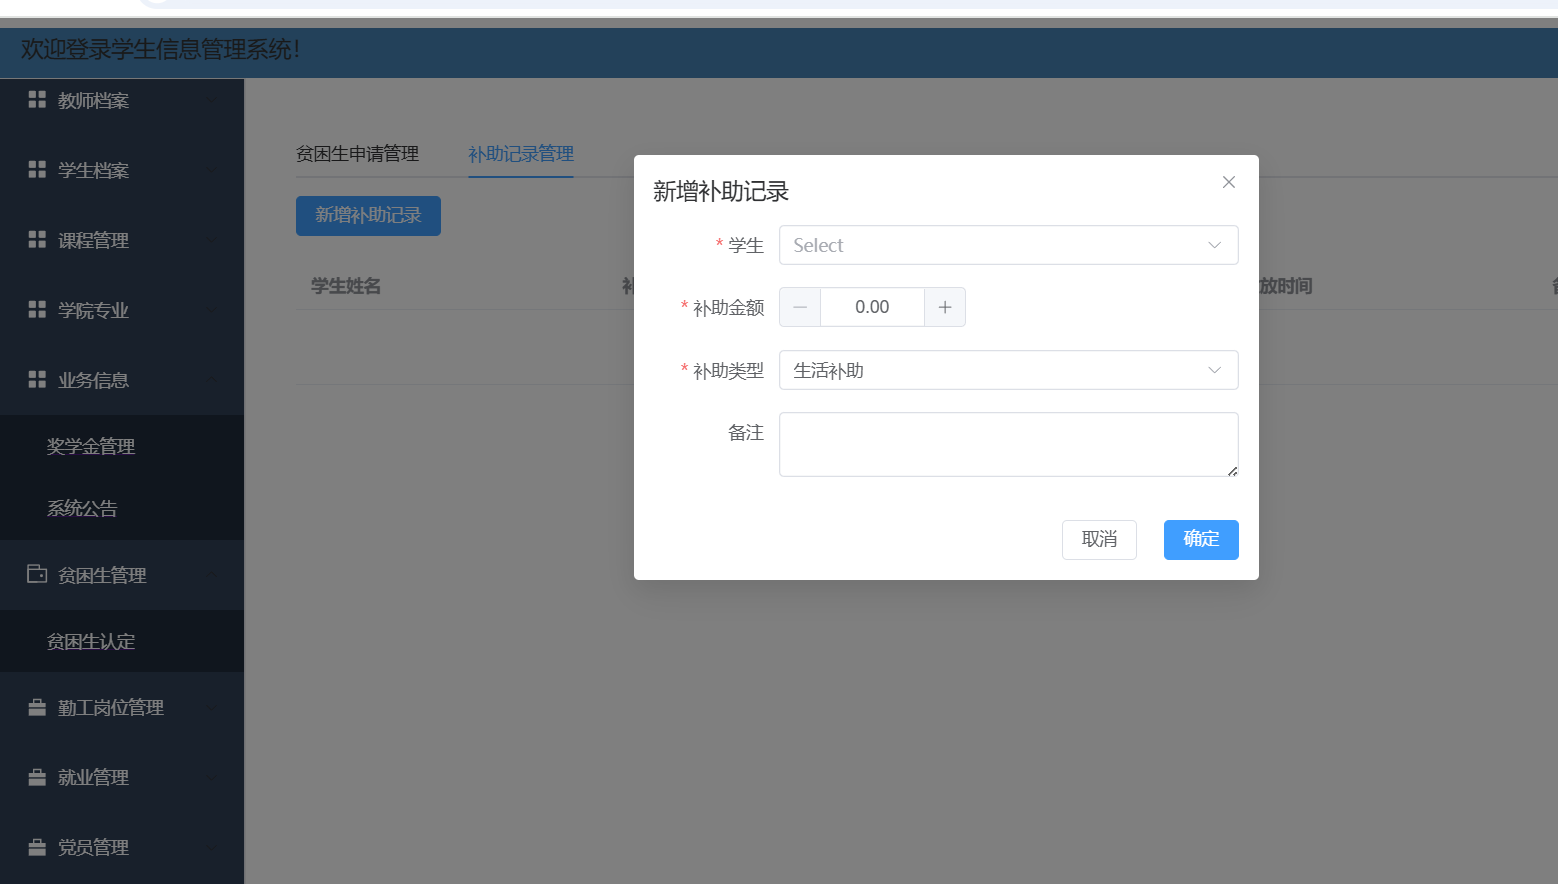 欢迎登录学生信息管理系统!
教师档案
学生档案
课程管理
学院专业
业务信息
奖学金管理
系统公告
贫困生管理
贫困生认定
勤工岗位管理
就业管理
党员管理
贫困生申请管理
补助记录管理
新增补助记录
学生姓名
放时间
新增补助记录
* 学生
Select
* 补助金额
0.00
* 补助类型
生活补助
备注
取消
确定